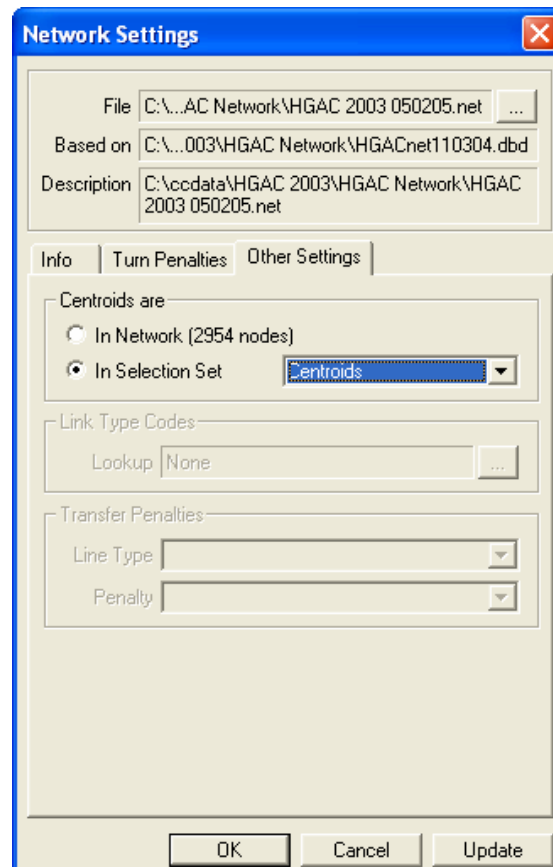 Network Settings
File C:\...AC Network\HGAC 2003 050205.net ...
Based on C:\...003\HGAC Network\HGACnet110304.dbd
Description C:\ccdata\HGAC 2003\HGAC Network\HGAC
2003 050205.net
Info Turn Penalties Other Settings
Centroids are
In Network (2954 nodes)
In Selection Set Centroids
Link Type Codes
Lookup None ...
Transfer Penalties
Line Type
Penalty
OK Cancel Update